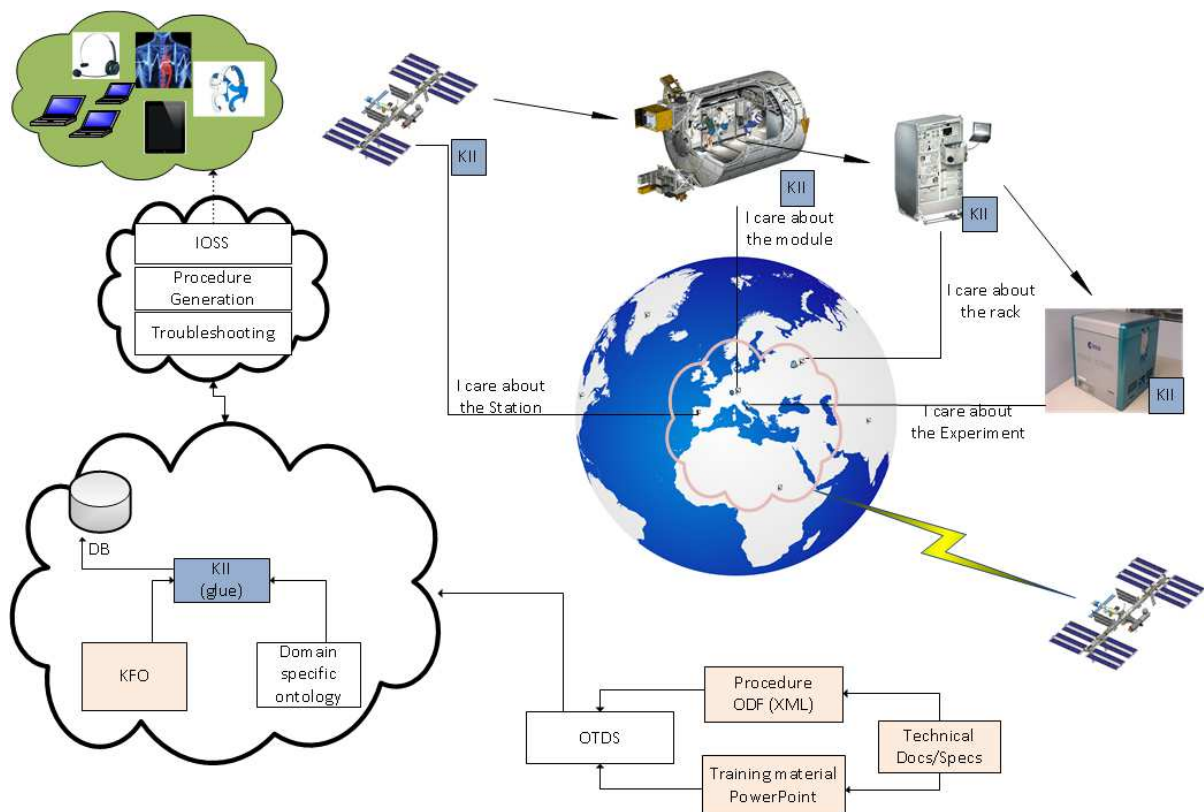 KII
KII
KII
KII
I care about
the module
I care about
the rack
I care about
the Station
I care about
the Experiment
IOSS
Procedure
Generation
Troubleshooting
DB
KII
(glue)
KFO
Domain
specific
ontology
OTDS
Procedure
ODF (XML)
Training material
PowerPoint
Technical
Docs/Specs